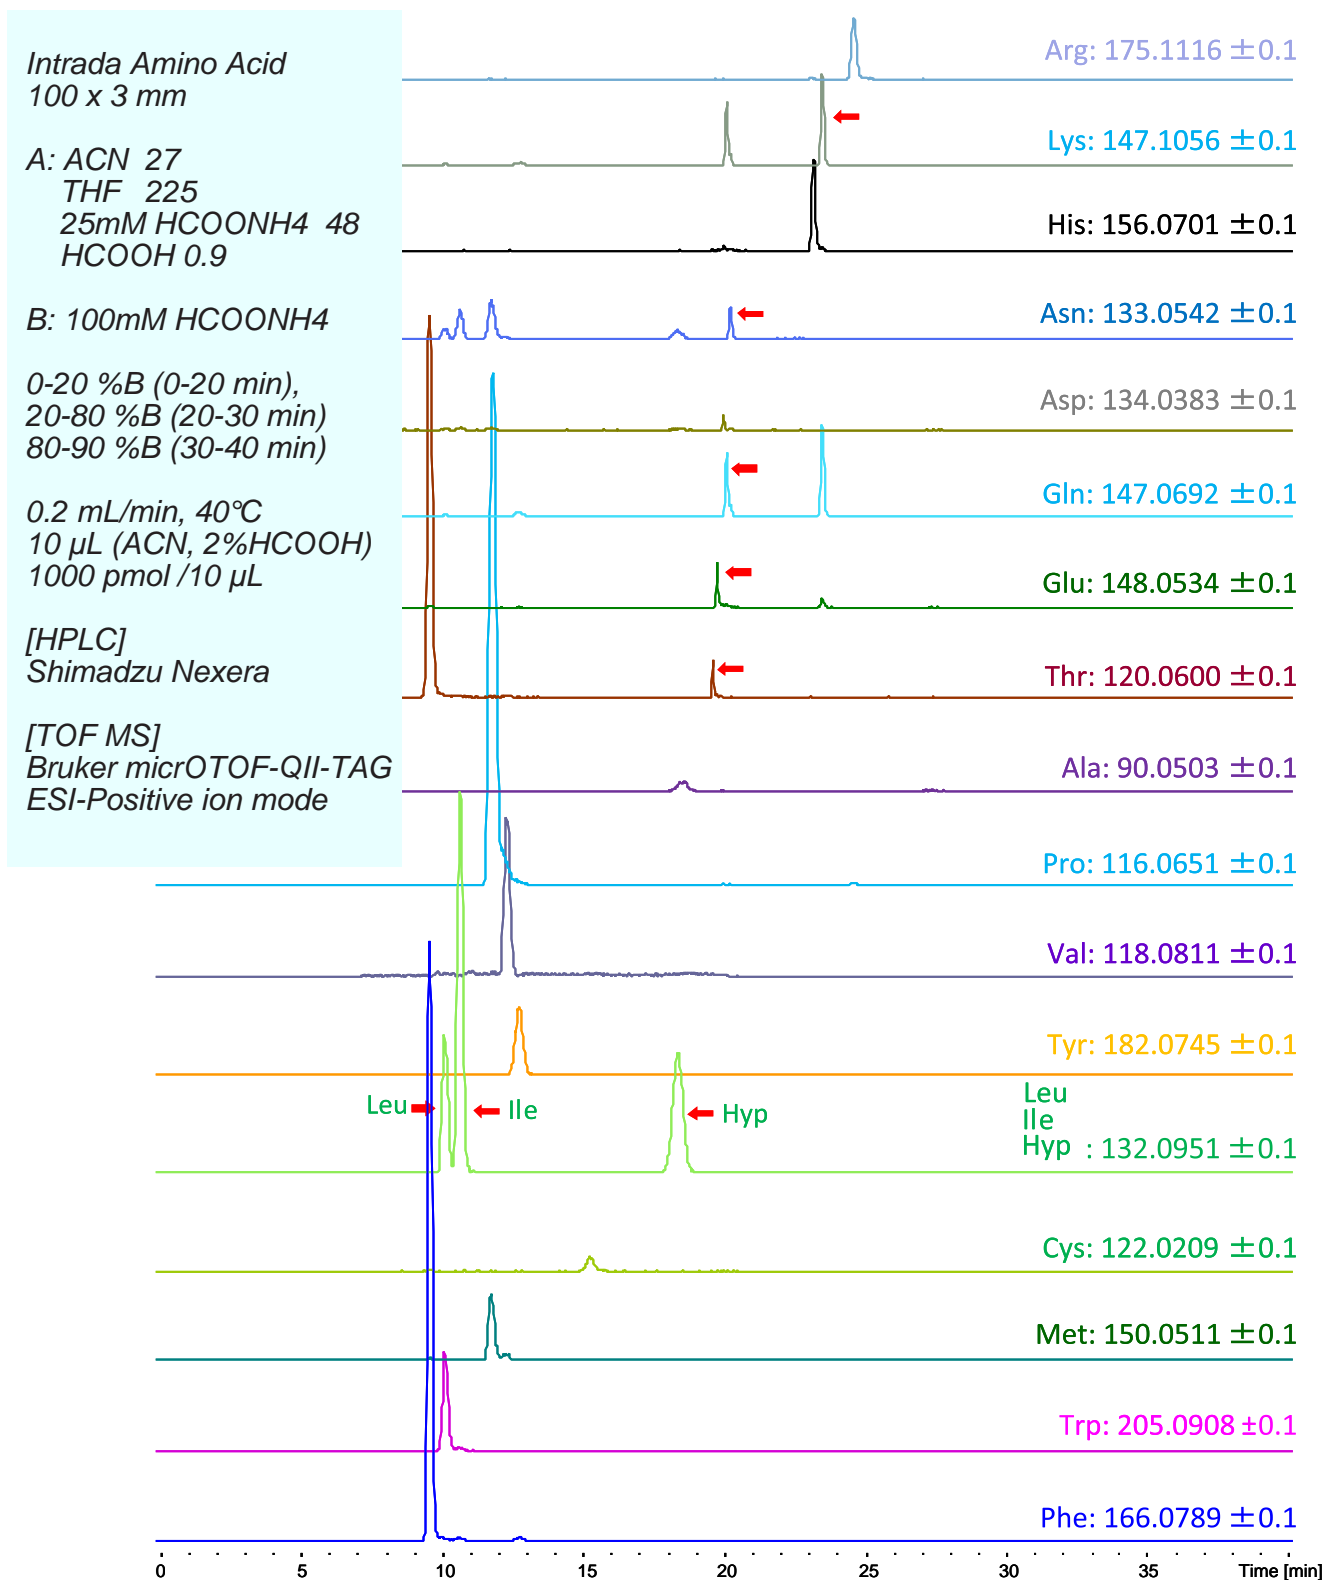 Intrada Amino Acid
100 x 3 mm
A: ACN 27
THF 225
25mM HCOONH4 48
HCOOH 0.9
B: 100mM HCOONH4
0-20 %B (0-20 min),
20-80 %B (20-30 min)
80-90 %B (30-40 min)
0.2 mL/min, 40℃
10 µL (ACN, 2%HCOOH)
1000 pmol /10 µL
[HPLC]
Shimadzu Nexera
[TOF MS]
Bruker micrOTOF-QII-TAG
ESI-Positive ion mode
Arg: 175.1116 ±0.1
Lys: 147.1056 ±0.1
His: 156.0701 ±0.1
Asn: 133.0542 ±0.1
Asp: 134.0383 ±0.1
Gln: 147.0692 ±0.1
Glu: 148.0534 ±0.1
Thr: 120.0600 ±0.1
Ala: 90.0503 ±0.1
Pro: 116.0651 ±0.1
Val: 118.0811 ±0.1
Tyr: 182.0745 ±0.1
Leu Ile Hyp
Leu
Ile
Hyp : 132.0951 ±0.1
Cys: 122.0209 ±0.1
Met: 150.0511 ±0.1
Trp: 205.0908 ±0.1
Phe: 166.0789 ±0.1
0 5 10 15 20 25 30 35 Time [min]